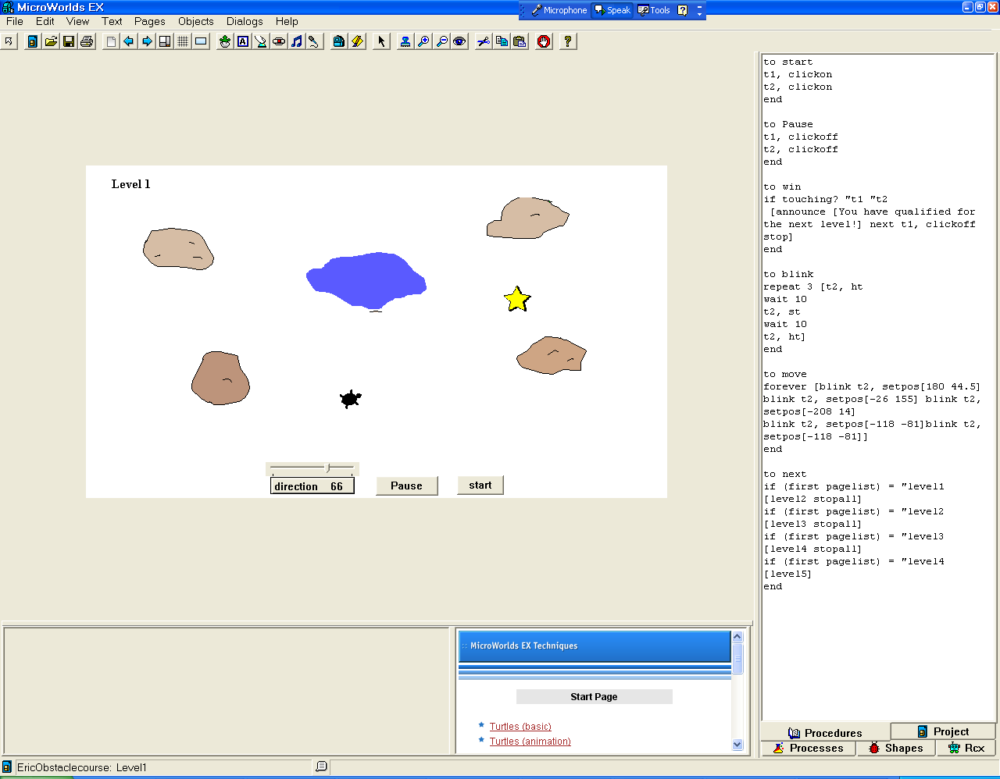 MicroWorlds EX
Microphone Speak Tools ?
File Edit View Text Pages Objects Dialogs Help
A ?
to start
t1, clickon
t2, clickon
end
to Pause
t1, clickoff
t2, clickoff
end
to win
if touching? "t1 "t2
[announce [You have qualified for
the next level!] next t1, clickoff
stop]
end
to blink
repeat 3 [t2, ht
wait 10
t2, st
wait 10
t2, ht]
end
to move
forever [blink t2, setpos[180 44.5]
blink t2, setpos[-26 155] blink t2,
setpos[-208 14]
blink t2, setpos[-118 -81]blink t2,
setpos[-118 -81]]
end
to next
if (first pagelist) = "level1
[level2 stopall]
if (first pagelist) = "level2
[level3 stopall]
if (first pagelist) = "level3
[level4 stopall]
if (first pagelist) = "level4
[level5]
end
Level 1
direction 66
Pause
start
:: MicroWorlds EX Techniques
Start Page
Turtles (basic)
Turtles (animation)
Procedures
Project
Processes
Shapes
Rcx
EricObstaclecourse: Level1